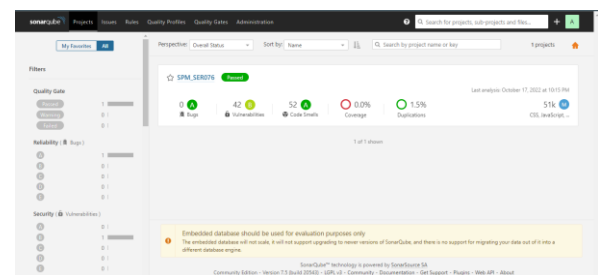 sonarqube Projects Issues Rules Quality Profiles Quality Gates Administration Search for projects, sub-projects and files... + A
My Favorites All
Perspective: Overall Status Sort by: Name Search by project name or key 1 projects
Filters
Quality Gate
Passed 1
Warning 0
Failed 0
Reliability ( Bugs )
A 1
B 0
C 0
D 0
E 0
Security ( Vulnerabilities )
A 0
B 1
C 0
D 0
E 0
SPM_SER076 Passed
Last analysis: October 17, 2022 at 10:15 PM
0 A 42 B 52 A 0.0% 1.5% 51k M
Bugs Vulnerabilities Code Smells Coverage Duplications CSS, JavaScript, ...
1 of 1 shown
Embedded database should be used for evaluation purposes only
The embedded database will not scale, it will not support upgrading to newer versions of SonarQube, and there is no support for migrating your data out of it into a
different database engine.
SonarQube™ technology is powered by SonarSource SA
Community Edition - Version 7.5 (build 20543) - LGPL v3 - Community - Documentation - Get Support - Plugins - Web API - About